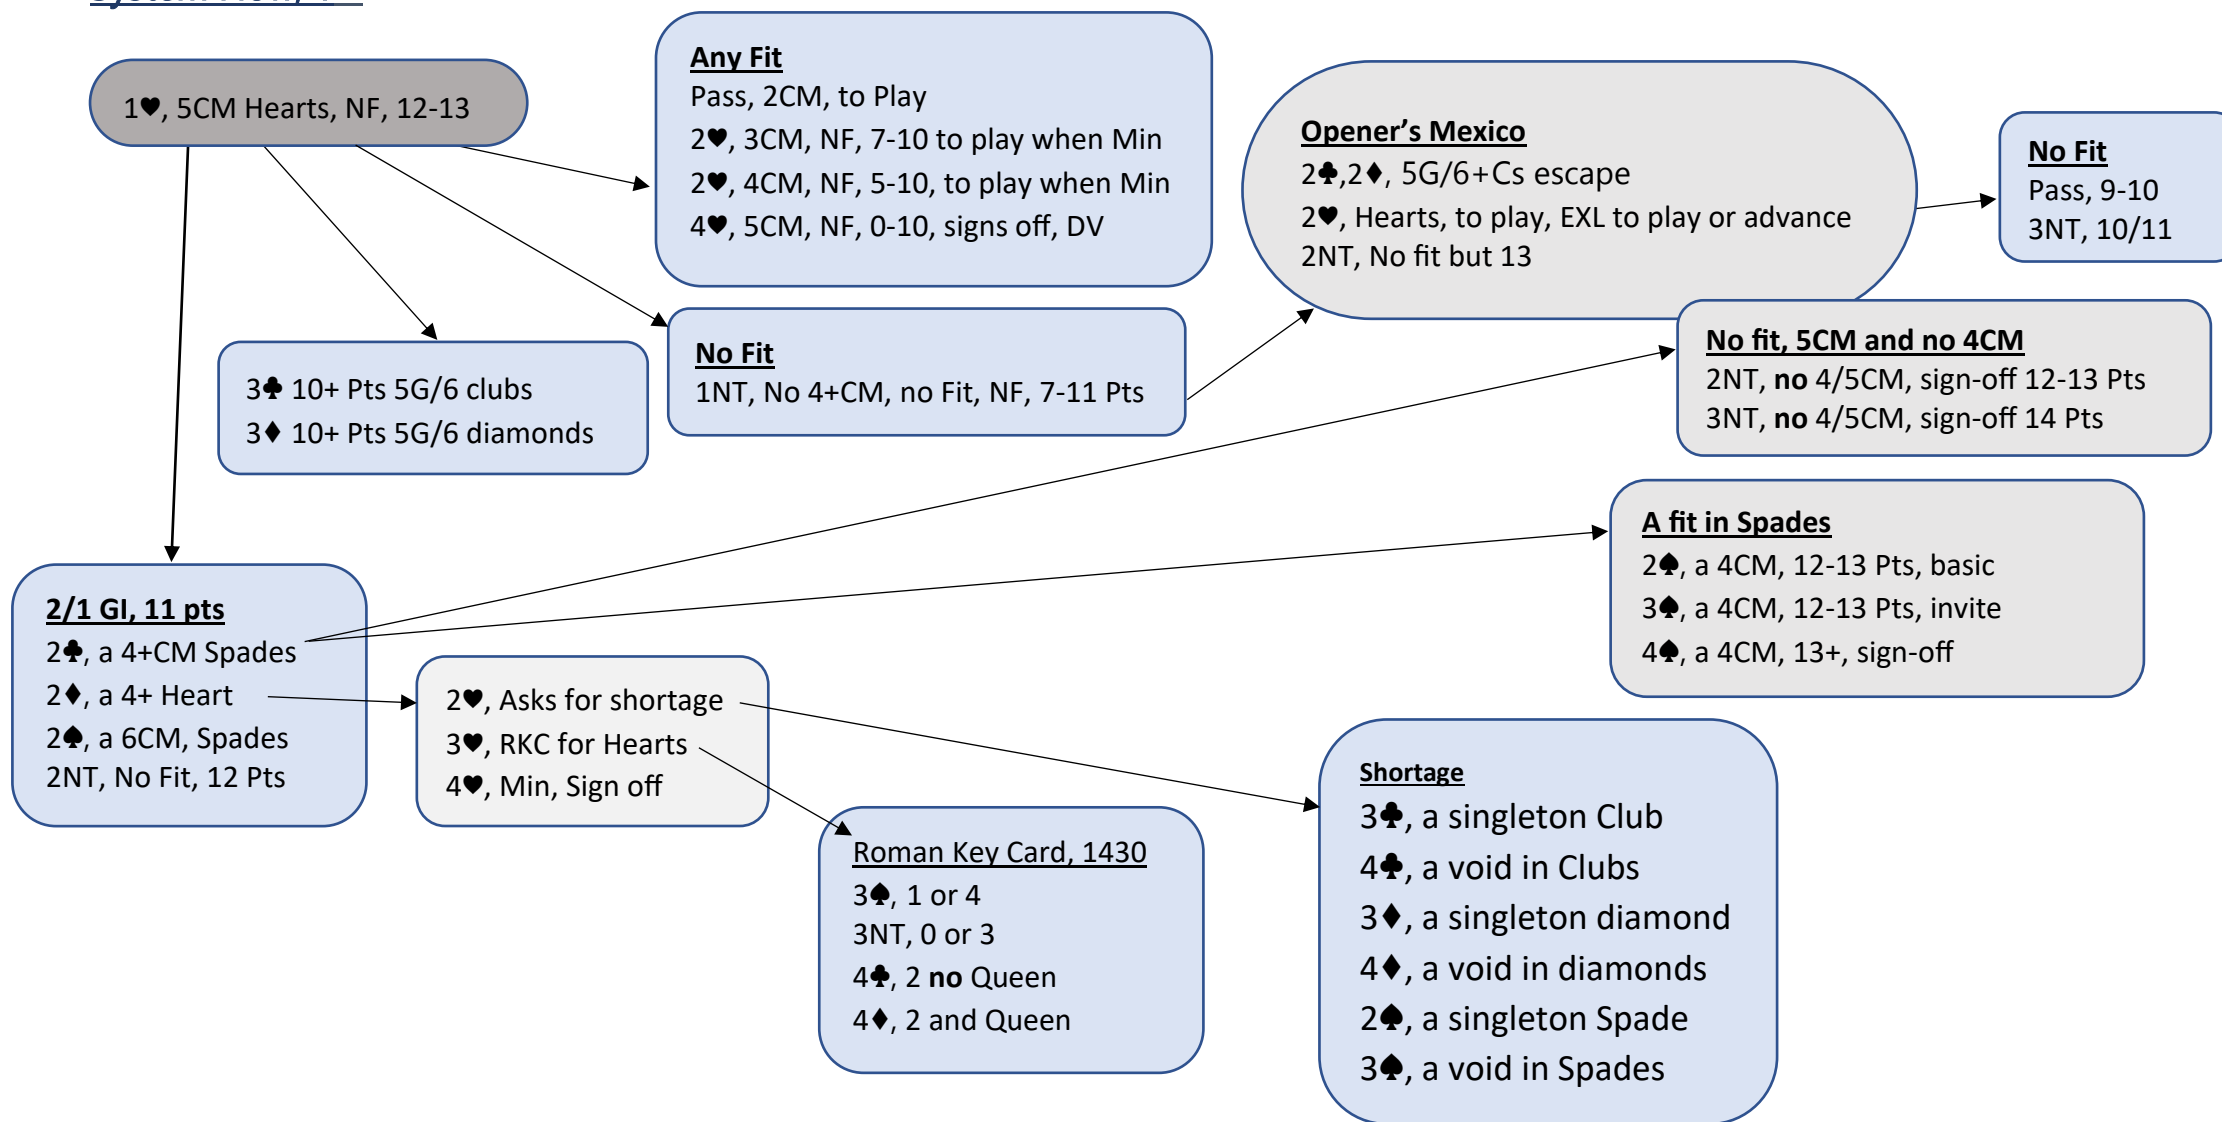 1♥, 5CM Hearts, NF, 12-13
Any Fit
Pass, 2CM, to Play
2♥, 3CM, NF, 7-10 to play when Min
2♥, 4CM, NF, 5-10, to play when Min
4♥, 5CM, NF, 0-10, signs off, DV
Opener’s Mexico
2♣,2♦, 5G/6+Cs escape
2♥, Hearts, to play, EXL to play or advance
2NT, No fit but 13
No Fit
Pass, 9-10
3NT, 10/11
3♣ 10+ Pts 5G/6 clubs
3♦ 10+ Pts 5G/6 diamonds
No Fit
1NT, No 4+CM, no Fit, NF, 7-11 Pts
No fit, 5CM and no 4CM
2NT, no 4/5CM, sign-off 12-13 Pts
3NT, no 4/5CM, sign-off 14 Pts
A fit in Spades
2♠, a 4CM, 12-13 Pts, basic
3♠, a 4CM, 12-13 Pts, invite
4♠, a 4CM, 13+, sign-off
2/1 GI, 11 pts
2♣, a 4+CM Spades
2♦, a 4+ Heart
2♠, a 6CM, Spades
2NT, No Fit, 12 Pts
2♥, Asks for shortage
3♥, RKC for Hearts
4♥, Min, Sign off
Roman Key Card, 1430
3♠, 1 or 4
3NT, 0 or 3
4♣, 2 no Queen
4♦, 2 and Queen
Shortage
3♣, a singleton Club
4♣, a void in Clubs
3♦, a singleton diamond
4♦, a void in diamonds
2♠, a singleton Spade
3♠, a void in Spades